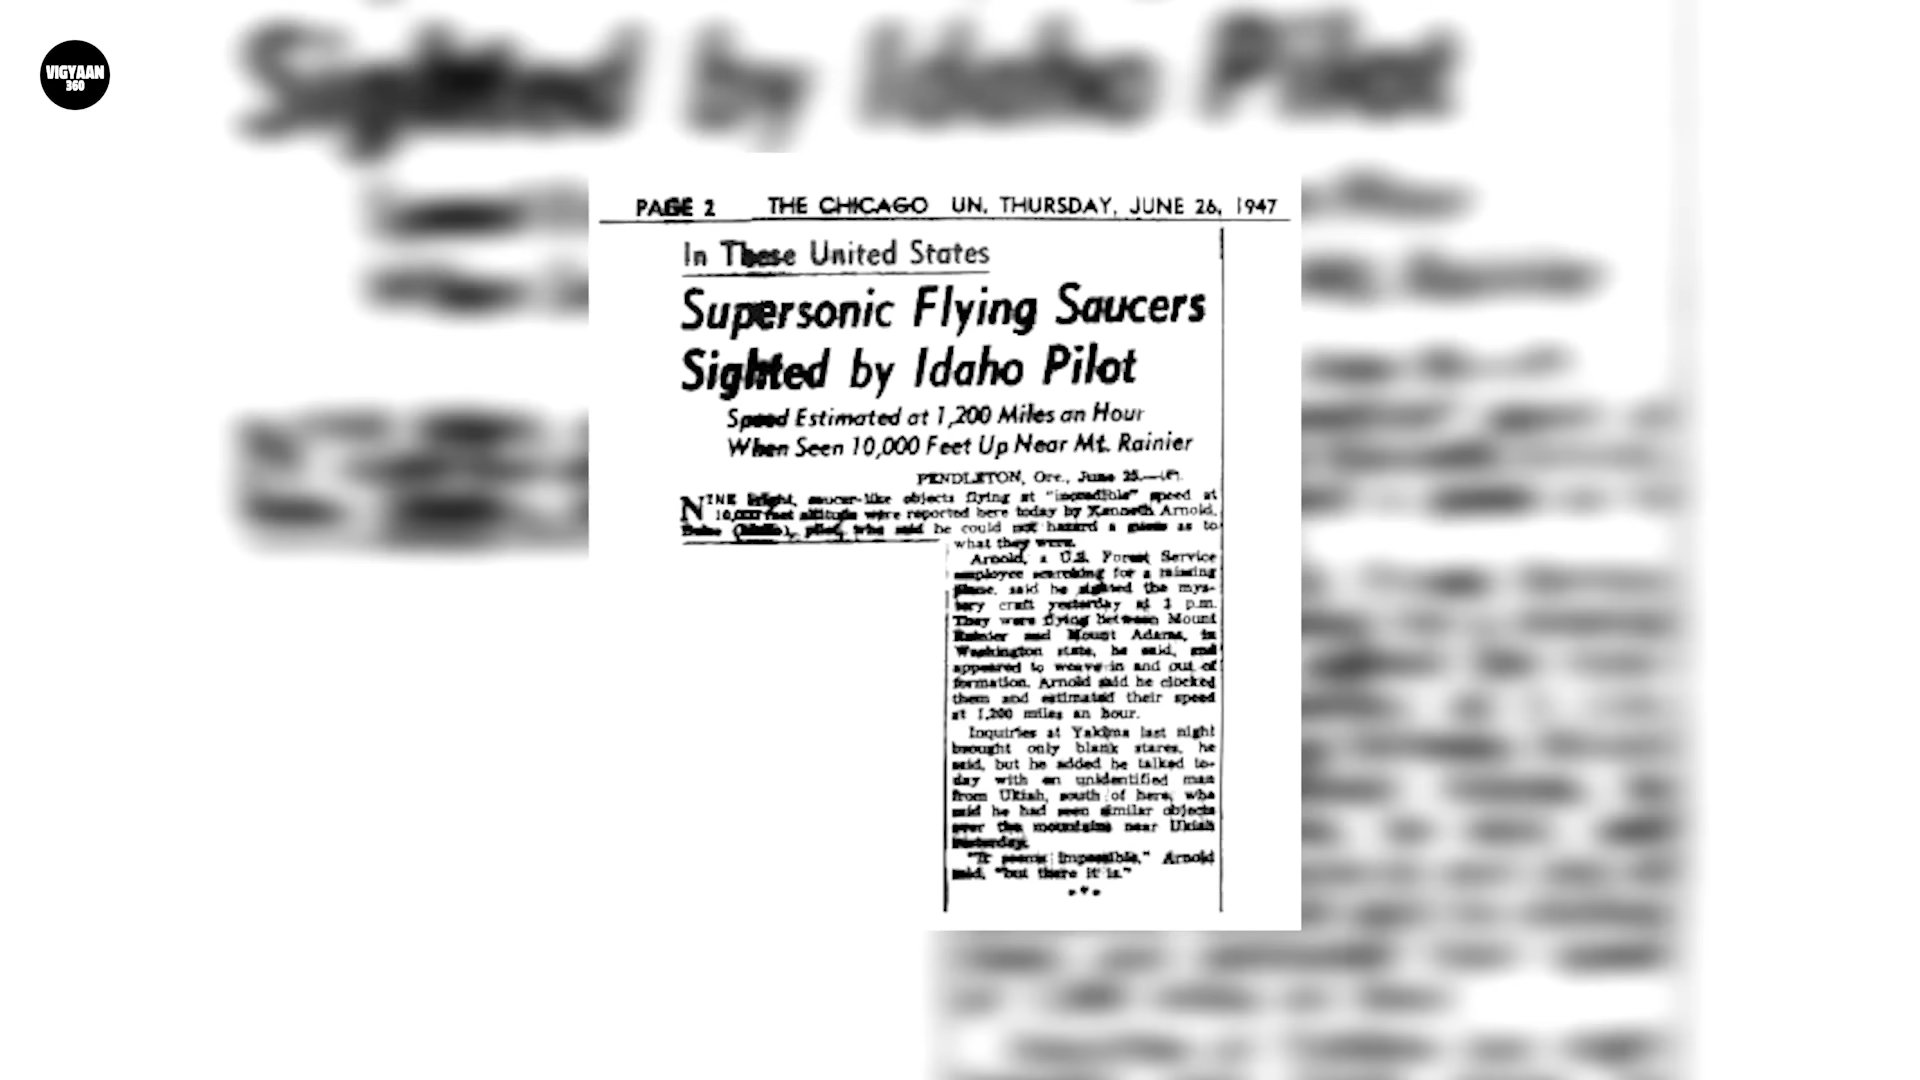 VIGYAAN
360
Sighted by Idaho Pilot
PAGE 2 THE CHICAGO UN, THURSDAY, JUNE 26, 1947
In These United States
Supersonic Flying Saucers
Sighted by Idaho Pilot
Speed Estimated at 1,200 Miles an Hour
When Seen 10,000 Feet Up Near Mt. Rainier
PENDLETON, Ore., June 25.
NINE bright, saucer-like objects flying at "incredible" speed at
10,000 feet altitude were reported here today by Kenneth Arnold,
pilot, who said he could not hazard a guess as to
what they were.
Arnold, a U.S. Forest Service
employee searching for a missing
plane, said he sighted the mys-
tery craft yesterday at 3 p.m.
They were flying between Mount
Rainier and Mount Adams, in
Washington state, he said, and
appeared to weave in and out of
formation. Arnold said he clocked
them and estimated their speed
at 1,200 miles an hour.
Inquiries at Yakima last night
brought only blank stares, he
said, but he added he talked to-
day with an unidentified man
from Ukiah, south of here, who
said he had seen similar objects
over the mountains near Ukiah
yesterday.
"It seems impossible," Arnold
said, "but there it is."